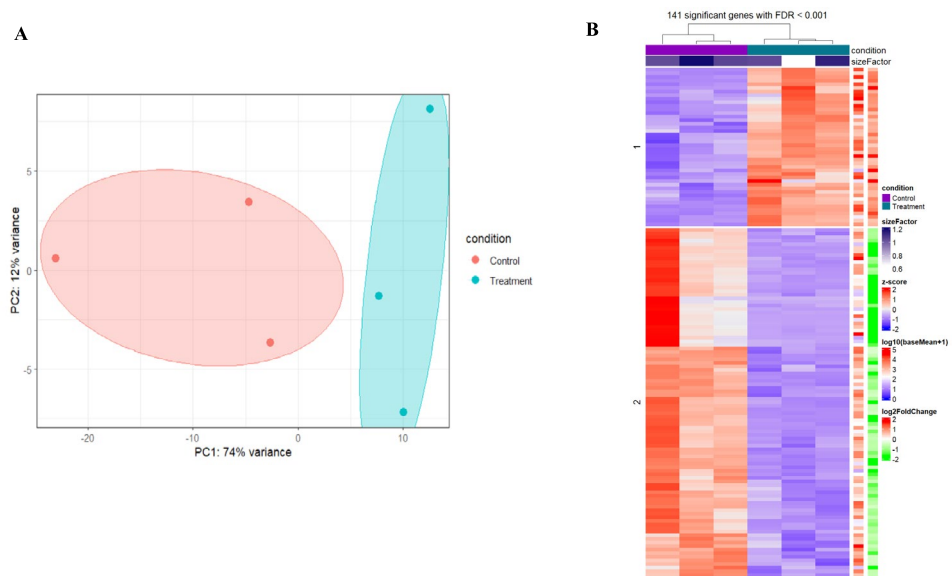 A
5
0
-5
PC2: 12% variance
-20
-10
0
10
PC1: 74% variance
condition
Control
Treatment
B
141 significant genes with FDR < 0.001
condition
sizeFactor
1
2
condition
Control
Treatment
sizeFactor
1.2
1
0.8
0.6
z-score
2
1
0
-1
-2
log10(baseMean+1)
5
4
3
2
1
0
log2FoldChange
2
1
0
-1
-2